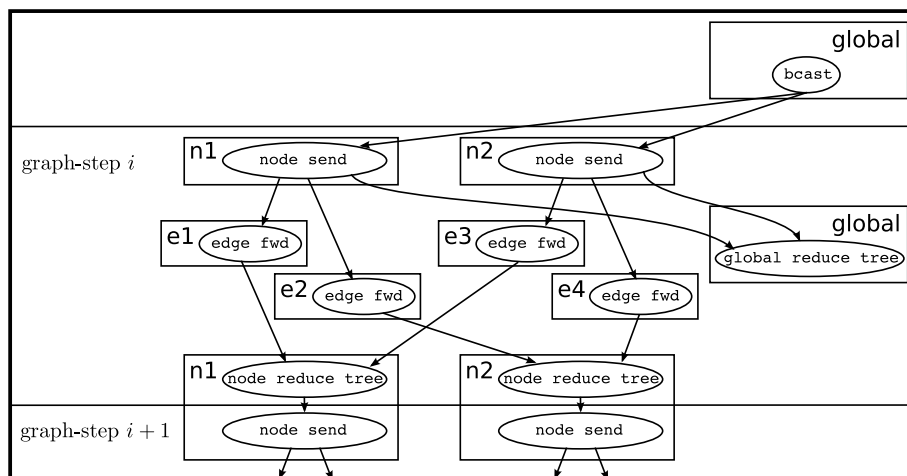 global
bcast
graph-step i
n1
node send
n2
node send
global
global reduce tree
e1
edge fwd
e3
edge fwd
e2
edge fwd
e4
edge fwd
n1
node reduce tree
n2
node reduce tree
graph-step i + 1
node send
node send